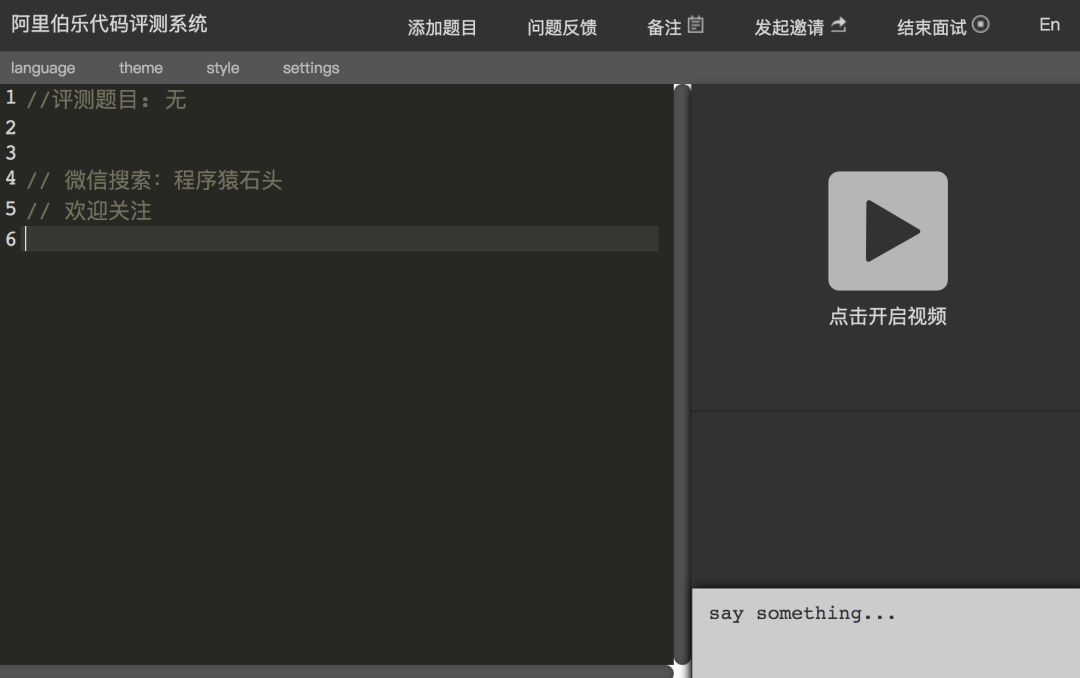 阿里伯乐代码评测系统 添加题目 问题反馈 备注 发起邀请 结束面试 En
language theme style settings
1 //评测题目: 无
2
3
4 // 微信搜索: 程序猿石头
5 // 欢迎关注
6
点击开启视频
say something...